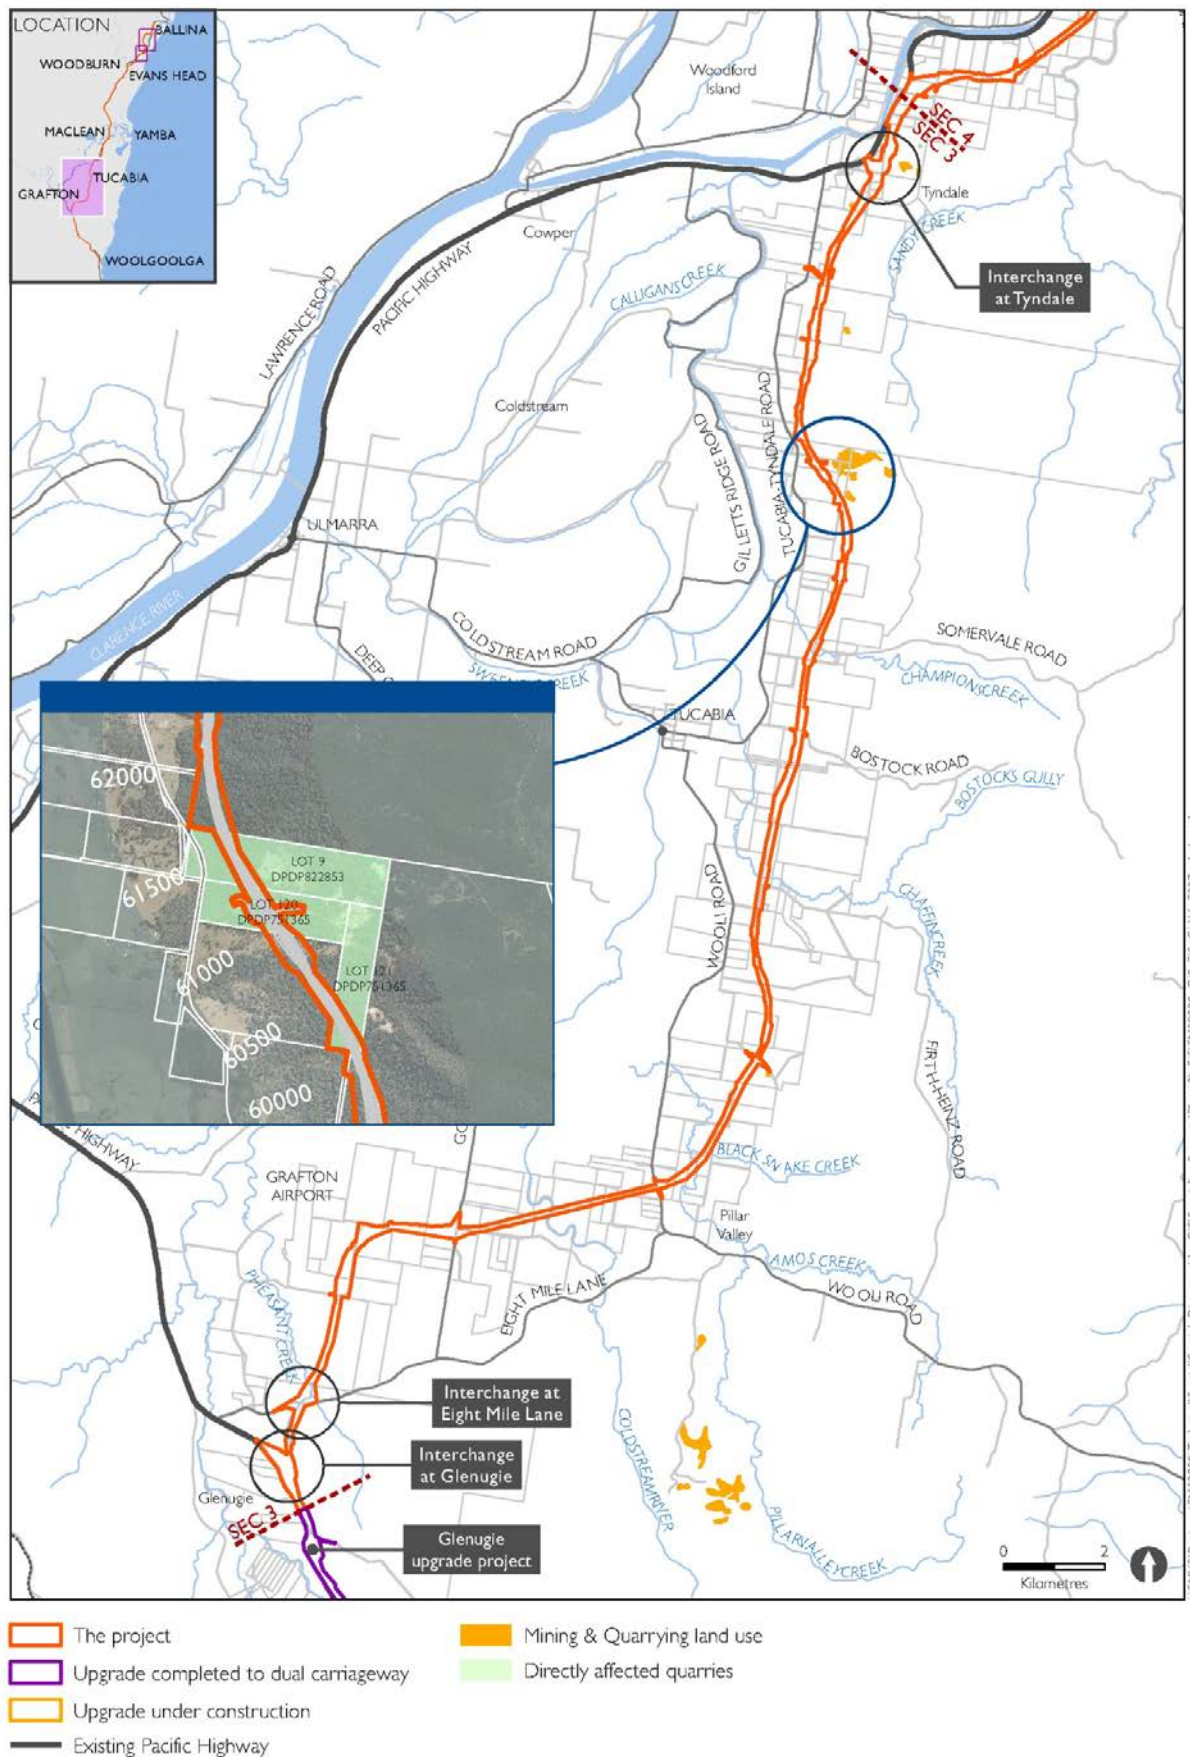 LOCATION
BALLINA
WOODBURN
EVANS HEAD
MACLEAN
YAMBA
TUCABIA
GRAFTON
WOOLGOOLGA
Woodford
Island
SEC 4
SEC 3
Tyndale
Interchange
at Tyndale
SANDY CREEK
Cowper
CALLIGANS CREEK
LAWRENCE ROAD
PACIFIC HIGHWAY
Coldstream
GILLETTS RIDGE ROAD
TUCABIA-TYNDALE ROAD
ULMARRA
CLARENCE RIVER
COLDSTREAM ROAD
DEEP
CREEK
SOMERVALE ROAD
CHAMPIONS CREEK
TUCABIA
BOSTOCK ROAD
BOSTOCKS GULLY
62000
LOT 9
DPDP822853
61500
LOT 120
DPDP751365
61000
LOT 121
DPDP751365
60500
60000
WOOLI ROAD
CHAFFIN CREEK
FIRTH-HEINZ ROAD
HIGHWAY
GRAFTON
AIRPORT
BLACK SNAKE CREEK
Pillar
Valley
AMOS CREEK
WOOLI ROAD
EIGHT MILE LANE
PHEASANT CREEK
Interchange at
Eight Mile Lane
Interchange
at Glenugie
Glenugie
SEC 3
Glenugie
upgrade project
COLDSTREAM RIVER
PILLAR VALLEY CREEK
0 2
Kilometres
The project
Upgrade completed to dual carriageway
Upgrade under construction
Existing Pacific Highway
Mining & Quarrying land use
Directly affected quarries